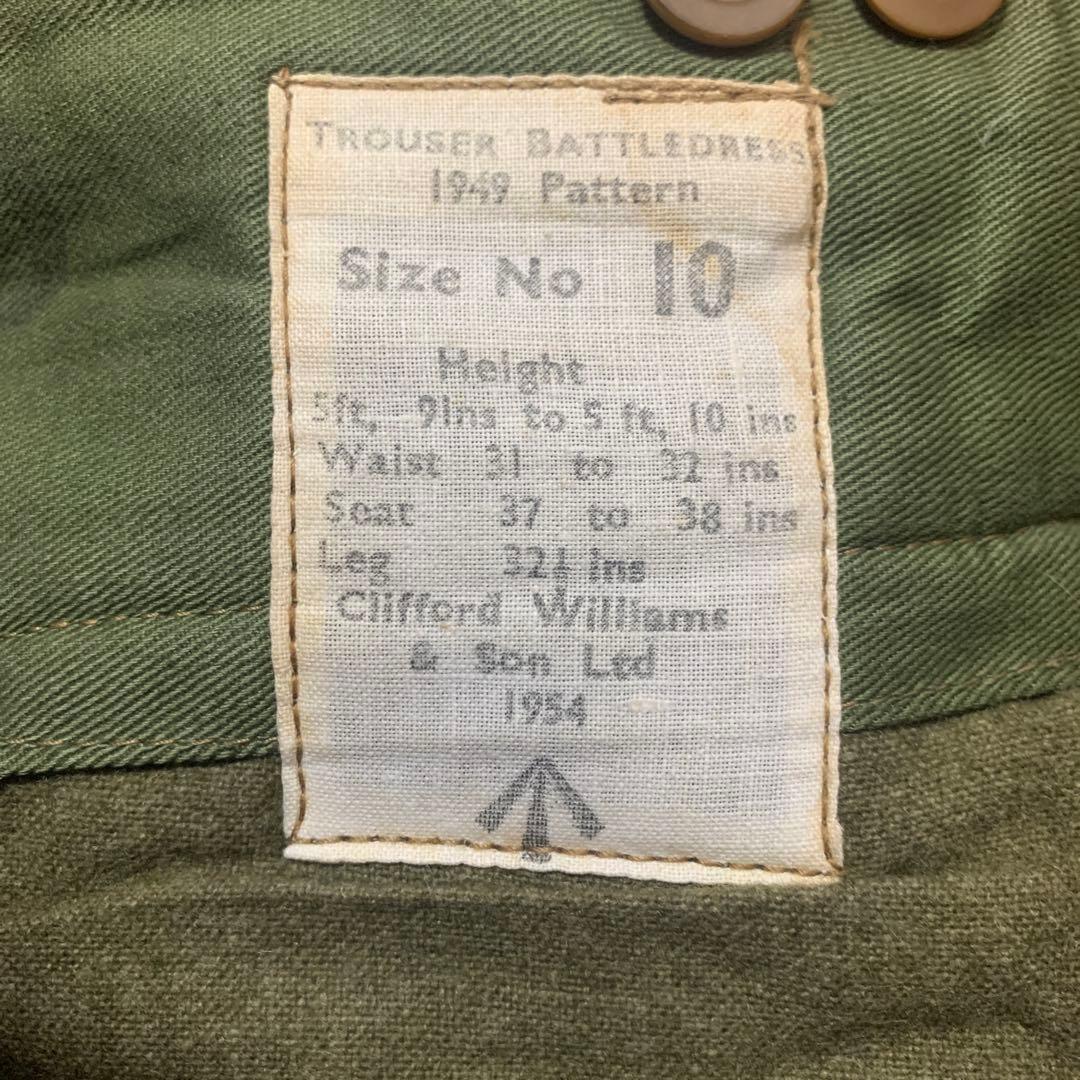 TROUSER BATTLEDRESS
1949 Pattern
Size No 10
Height
5ft, 9ins to 5 ft, 10 ins
Waist 31 to 32 ins
Seat 37 to 38 ins
Leg 32½ ins
Clifford Williams
& Son Ltd
1954